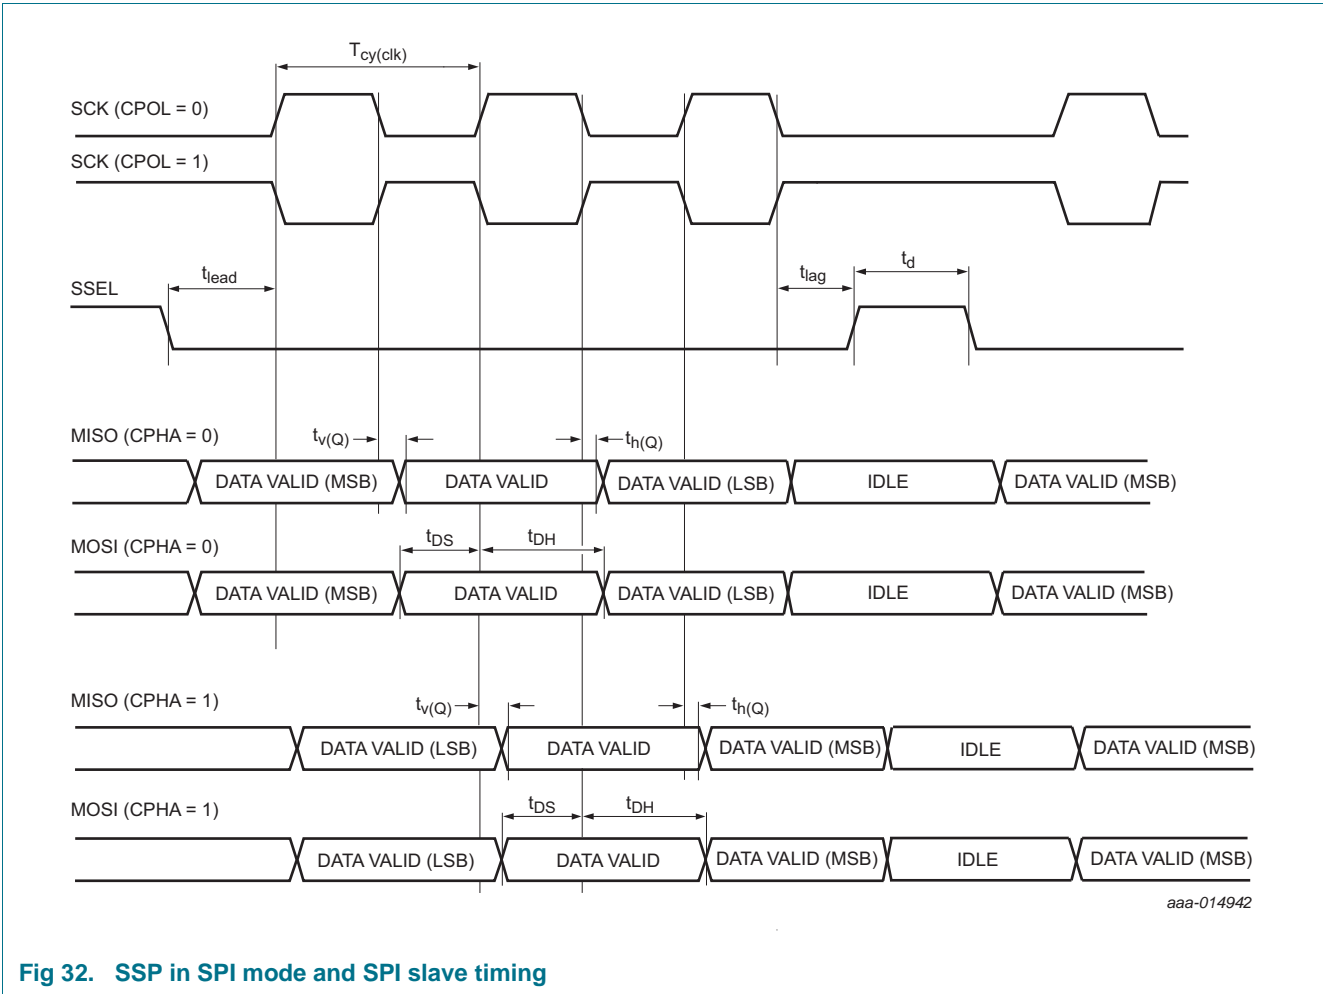 Tcy(clk)
SCK (CPOL = 0)
SCK (CPOL = 1)
tlead
tlag
td
SSEL
MISO (CPHA = 0)
tv(Q)
th(Q)
DATA VALID (MSB) DATA VALID DATA VALID (LSB) IDLE DATA VALID (MSB)
MOSI (CPHA = 0)
tDS
tDH
DATA VALID (MSB) DATA VALID DATA VALID (LSB) IDLE DATA VALID (MSB)
MISO (CPHA = 1)
tv(Q)
th(Q)
DATA VALID (LSB) DATA VALID DATA VALID (MSB) IDLE DATA VALID (MSB)
MOSI (CPHA = 1)
tDS
tDH
DATA VALID (LSB) DATA VALID DATA VALID (MSB) IDLE DATA VALID (MSB)
aaa-014942
Fig 32. SSP in SPI mode and SPI slave timing